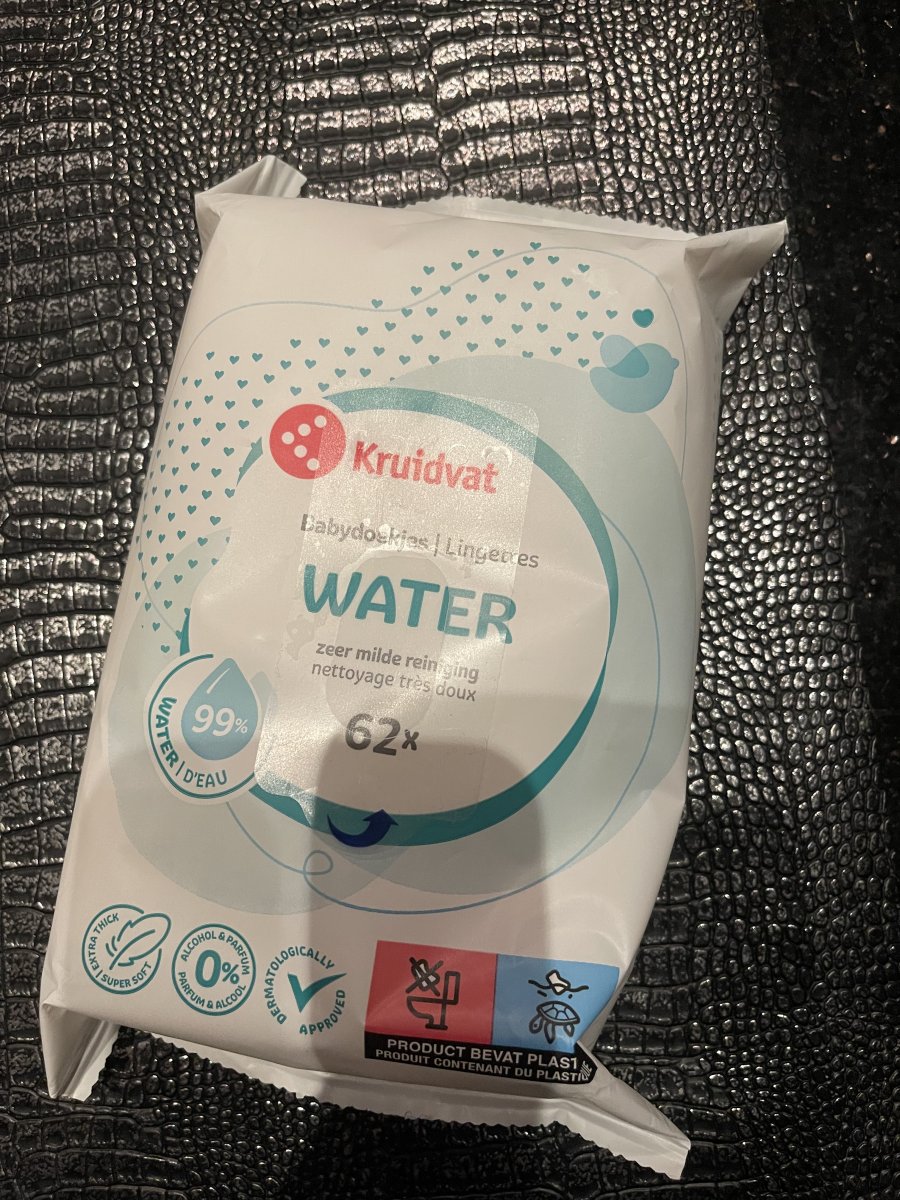 Kruidvat
Babydoekjes | Lingettes
WATER
zeer milde reiniging
nettoyage très doux
62x
99%
WATER | D'EAU
EXTRA THICK
SUPER SOFT
ALCOHOL & PARFUM
0%
PARFUM & ALCOOL
DERMATOLOGICALLY
APPROVED
PRODUCT BEVAT PLASTIC
PRODUIT CONTENANT DU PLASTIQUE